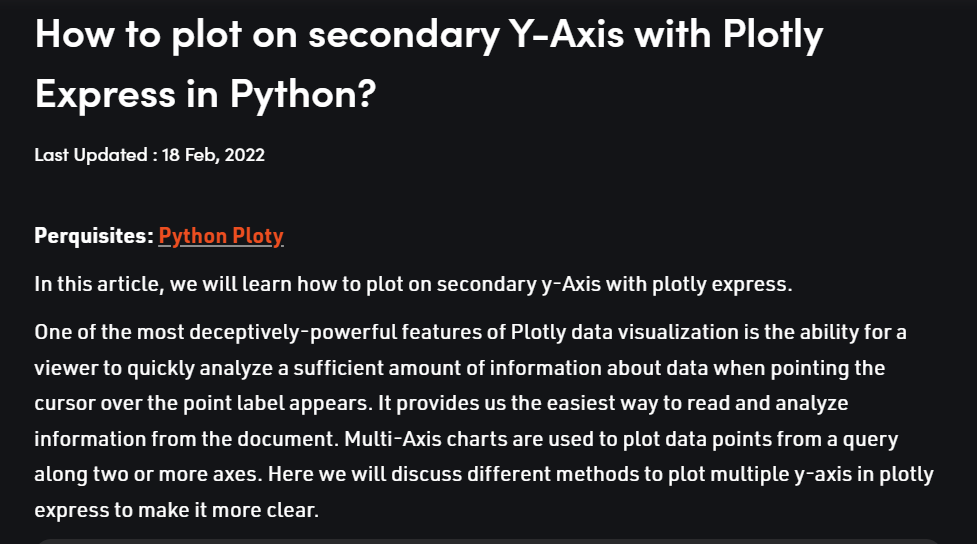 How to plot on secondary Y-Axis with Plotly
Express in Python?
Last Updated : 18 Feb, 2022
Perquisites: Python Ploty
In this article, we will learn how to plot on secondary y-Axis with plotly express.
One of the most deceptively-powerful features of Plotly data visualization is the ability for a
viewer to quickly analyze a sufficient amount of information about data when pointing the
cursor over the point label appears. It provides us the easiest way to read and analyze
information from the document. Multi-Axis charts are used to plot data points from a query
along two or more axes. Here we will discuss different methods to plot multiple y-axis in plotly
express to make it more clear.